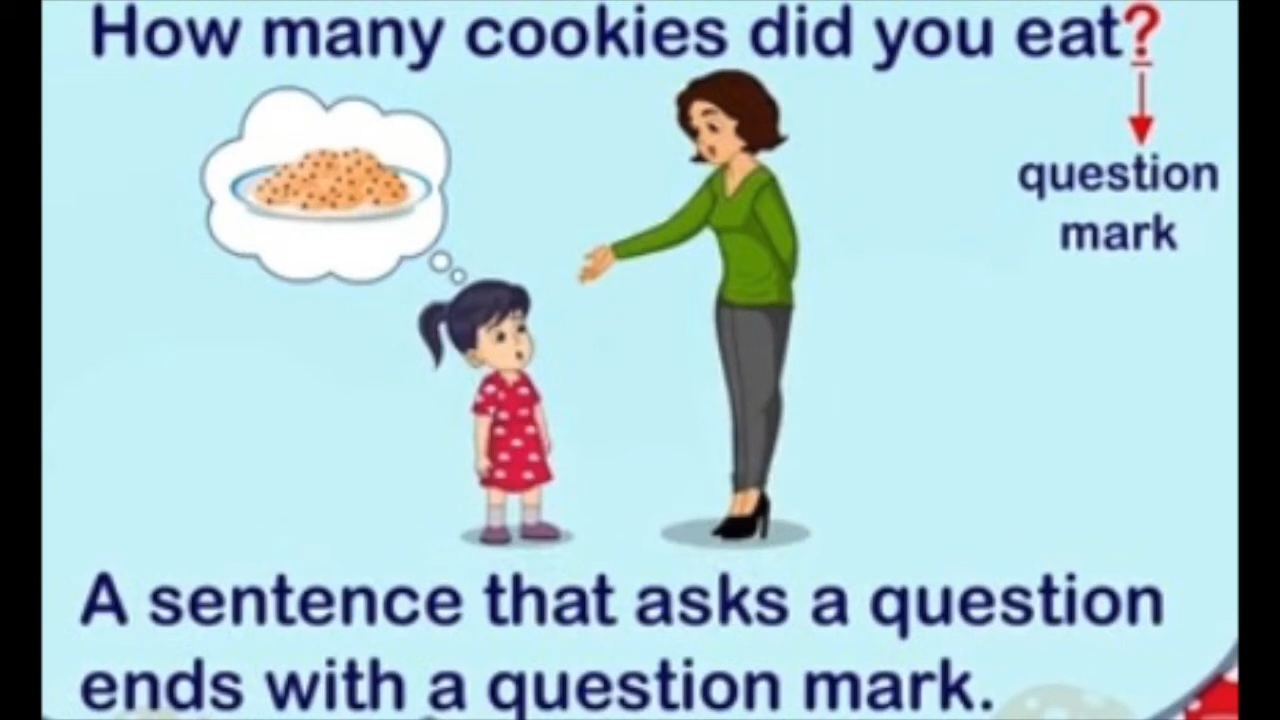 How many cookies did you eat?
question
mark
A sentence that asks a question
ends with a question mark.